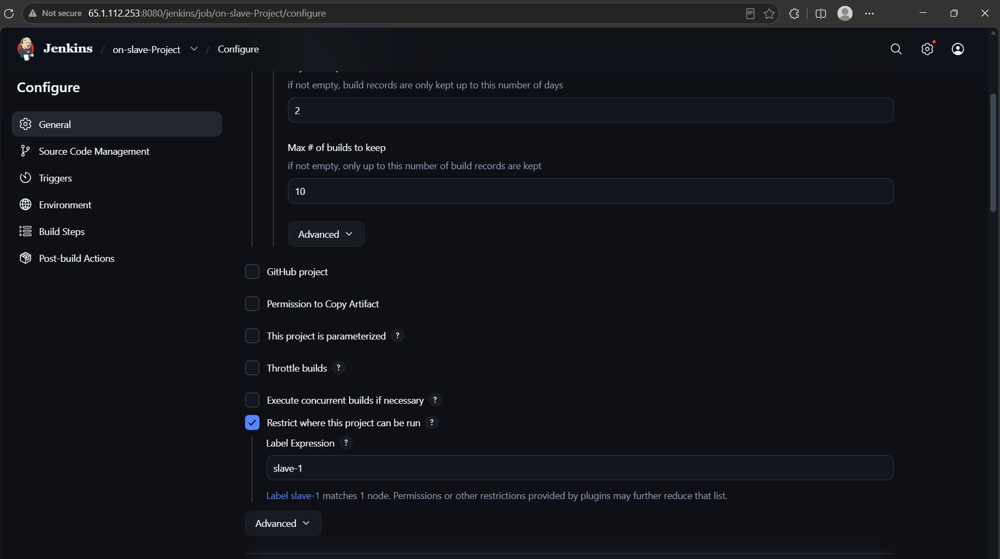 Not secure 65.1.112.253:8080/jenkins/job/on-slave-Project/configure
Jenkins / on-slave-Project / Configure
Configure
General
Source Code Management
Triggers
Environment
Build Steps
Post-build Actions
if not empty, build records are only kept up to this number of days
2
Max # of builds to keep
if not empty, only up to this number of build records are kept
10
Advanced
GitHub project
Permission to Copy Artifact
This project is parameterized ?
Throttle builds ?
Execute concurrent builds if necessary ?
Restrict where this project can be run ?
Label Expression ?
slave-1
Label slave-1 matches 1 node. Permissions or other restrictions provided by plugins may further reduce that list.
Advanced